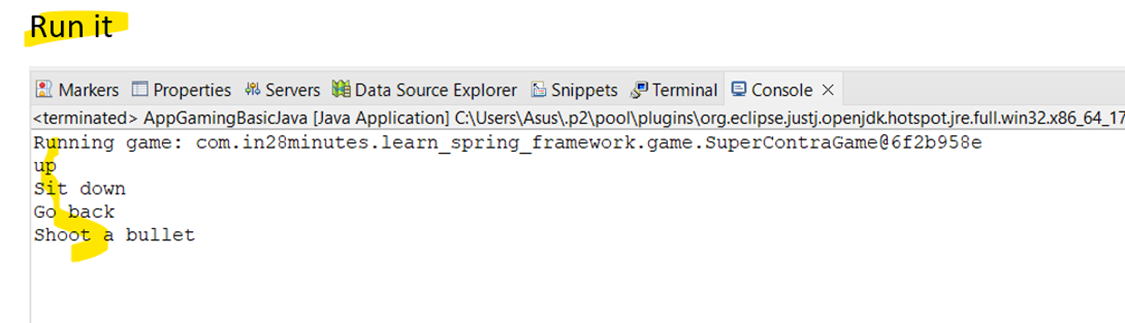 Run it
Markers Properties Servers Data Source Explorer Snippets Terminal Console
<terminated> AppGamingBasicJava [Java Application] C:\Users\Asus\.p2\pool\plugins\org.eclipse.justj.openjdk.hotspot.jre.full.win32.x86_64_17
Running game: com.in28minutes.learn_spring_framework.game.SuperContraGame@6f2b958e
up
Sit down
Go back
Shoot a bullet